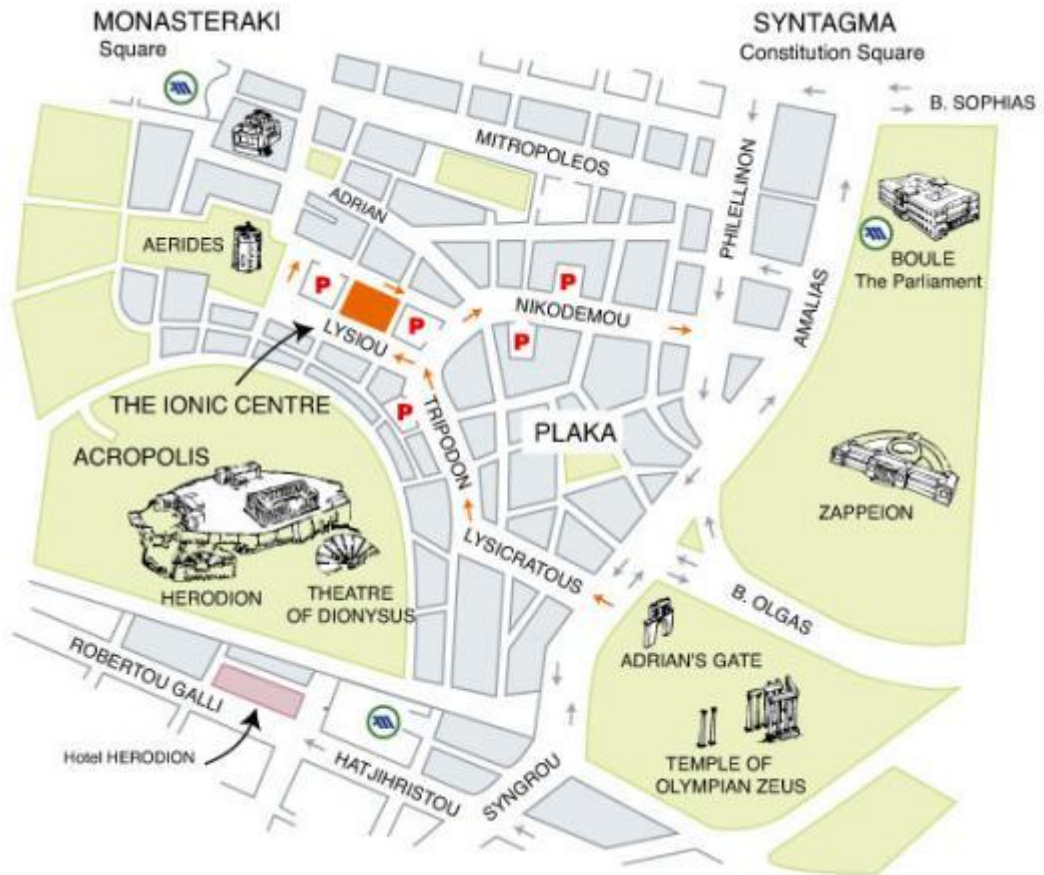 MONASTERAKI
Square
SYNTAGMA
Constitution Square
B. SOPHIAS
MITROPOLEOS
PHILELLINON
ADRIAN
AERIDES
BOULE
The Parliament
AMALIAS
P
P
P
NIKODEMOU
LYSIOU
P
THE IONIC CENTRE
P
TRIPODON
PLAKA
ACROPOLIS
ZAPPEION
LYSICRATOUS
HERODION
THEATRE
OF DIONYSUS
B. OLGAS
ADRIAN'S GATE
ROBERTOU GALLI
Hotel HERODION
HATJIHRISTOU
SYNGROU
TEMPLE OF
OLYMPIAN ZEUS